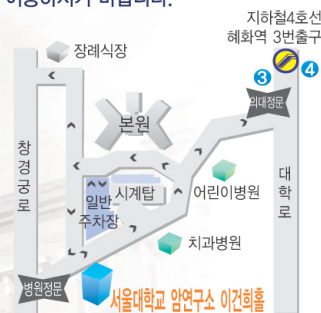 이용하시기 바랍니다.
지하철4호선
혜화역 3번출구
장례식장
3
4
의대정문
본원
창경궁로
대학로
일반
주차장
시계탑
어린이병원
치과병원
병원정문
서울대학교 암연구소 이건희홀